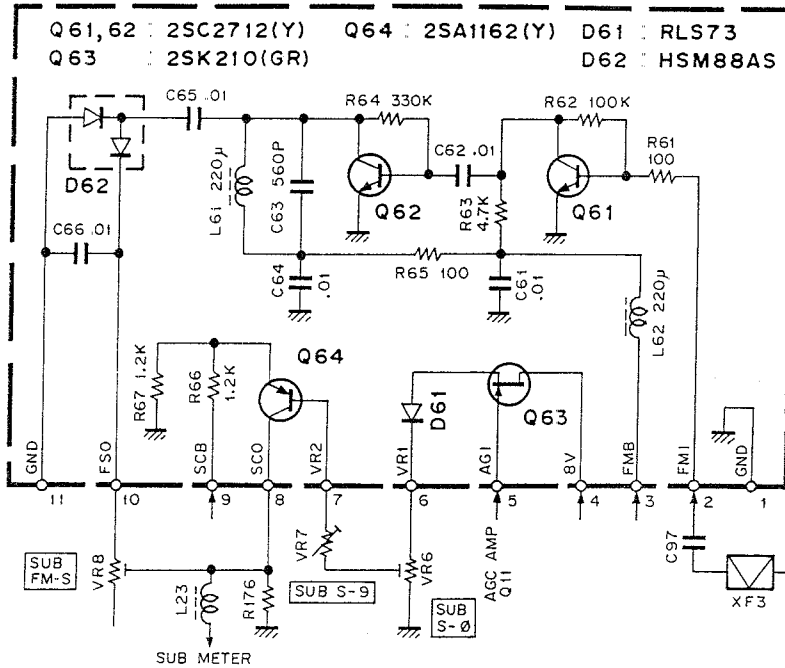 Q61,62 : 2SC2712(Y) Q64 : 2SA1162(Y) D61 : RLS73
Q63 : 2SK210(GR) D62 : HSM88AS
C65 .01
R64 330K
R62 100K
R61
100
D62
L61 220µ
C63 560P
C62 .01
Q62
R63
4.7K
Q61
C66 .01
R65 100
C64
.01
C61
.01
L62 220µ
Q64
R67 1.2K
R66
1.2K
D61
Q63
GND
FSO
SCB
SCO
VR2
VR1
AGI
8V
FMB
FMI
GND
11
10
9
8
7
6
5
4
3
2
1
SUB
FM-S
VR8
L23
R176
VR7
SUB S-9
VR6
SUB
S-Ø
AGC AMP
Q11
C97
XF3
SUB METER